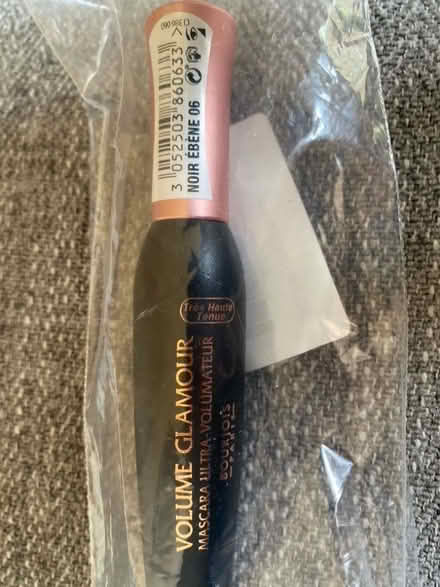 3 052503 860633
NOIR ÉBÈNE 06
Très Haute
Tenue
VOLUME GLAMOUR
MASCARA ULTRA-VOLUMATEUR
BOURJOIS